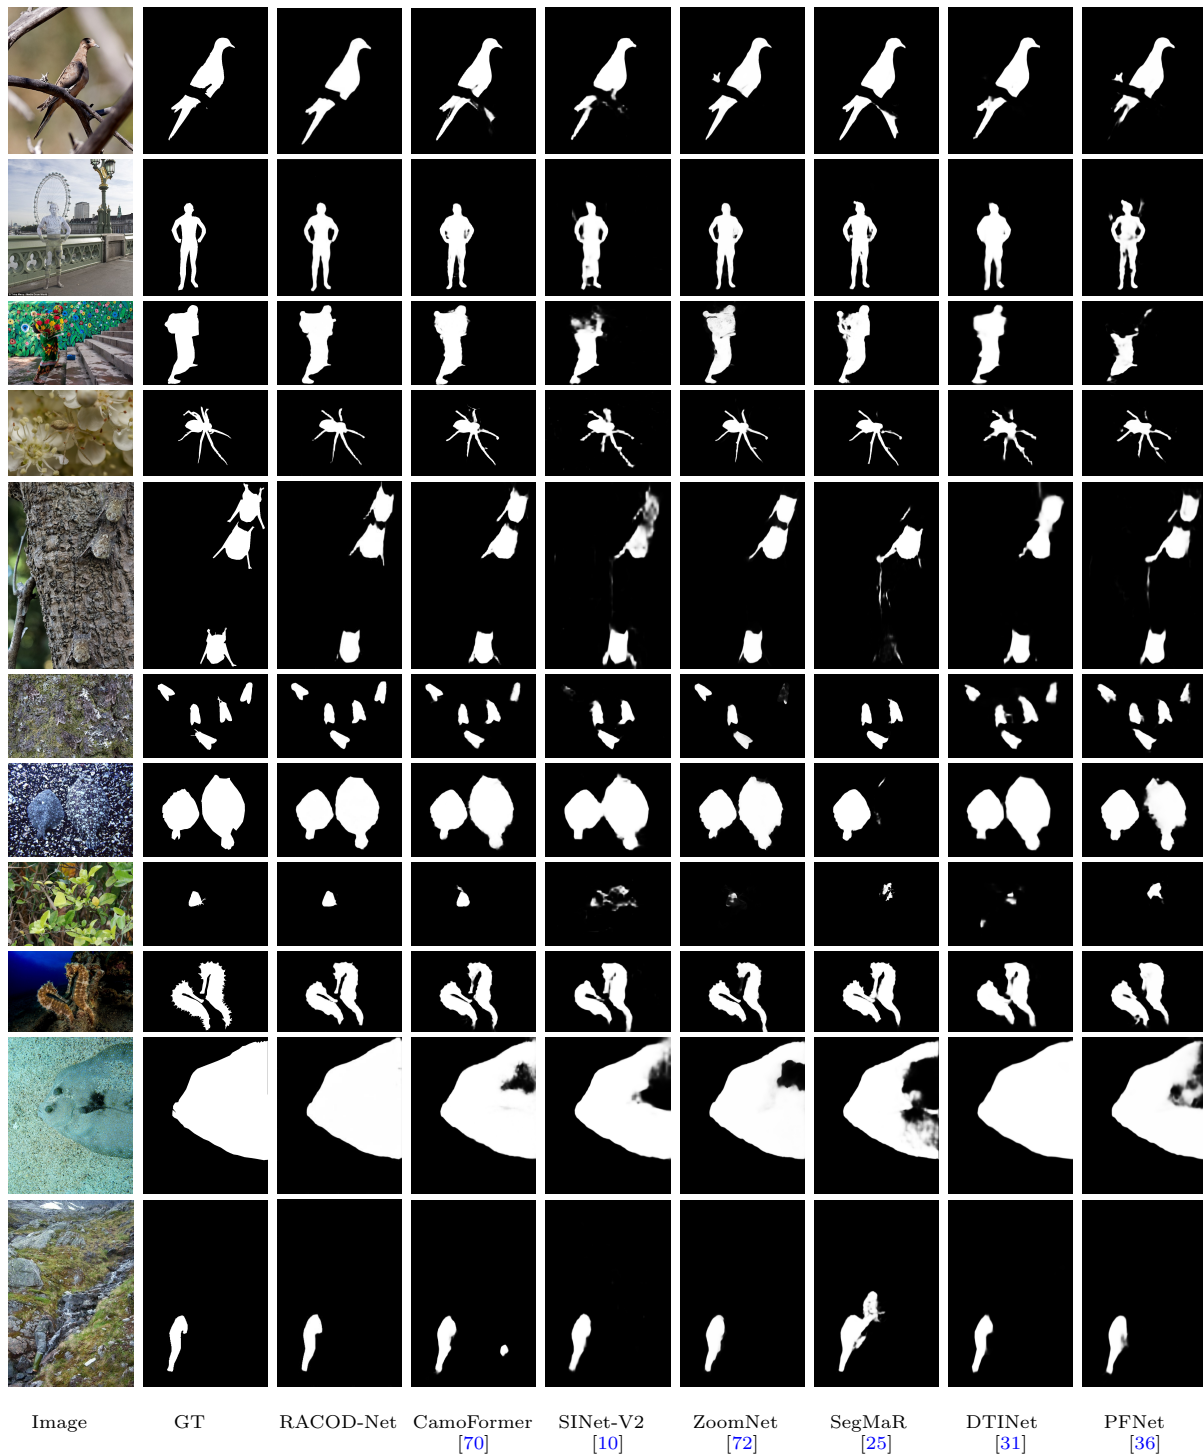 Image GT RACOD-Net CamoFormer SINet-V2 ZoomNet SegMaR DTINet PFNet
[70] [10] [72] [25] [31] [36]